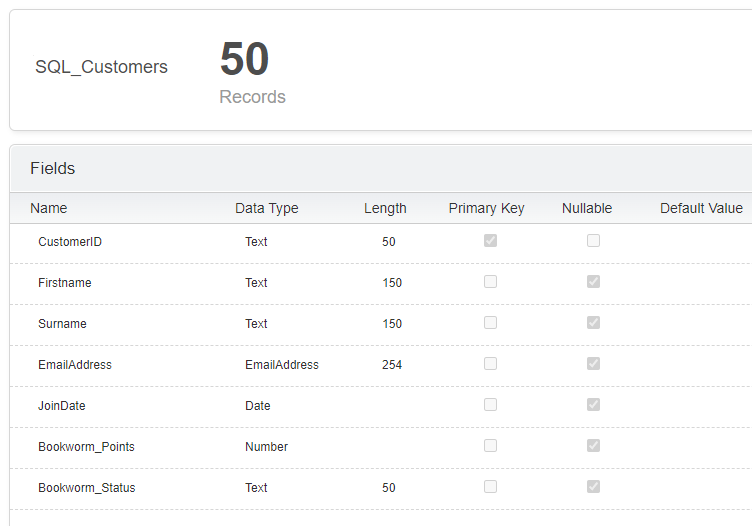 SQL_Customers
50
Records
Fields
Name Data Type Length Primary Key Nullable Default Value
CustomerID Text 50
Firstname Text 150
Surname Text 150
EmailAddress EmailAddress 254
JoinDate Date
Bookworm_Points Number
Bookworm_Status Text 50